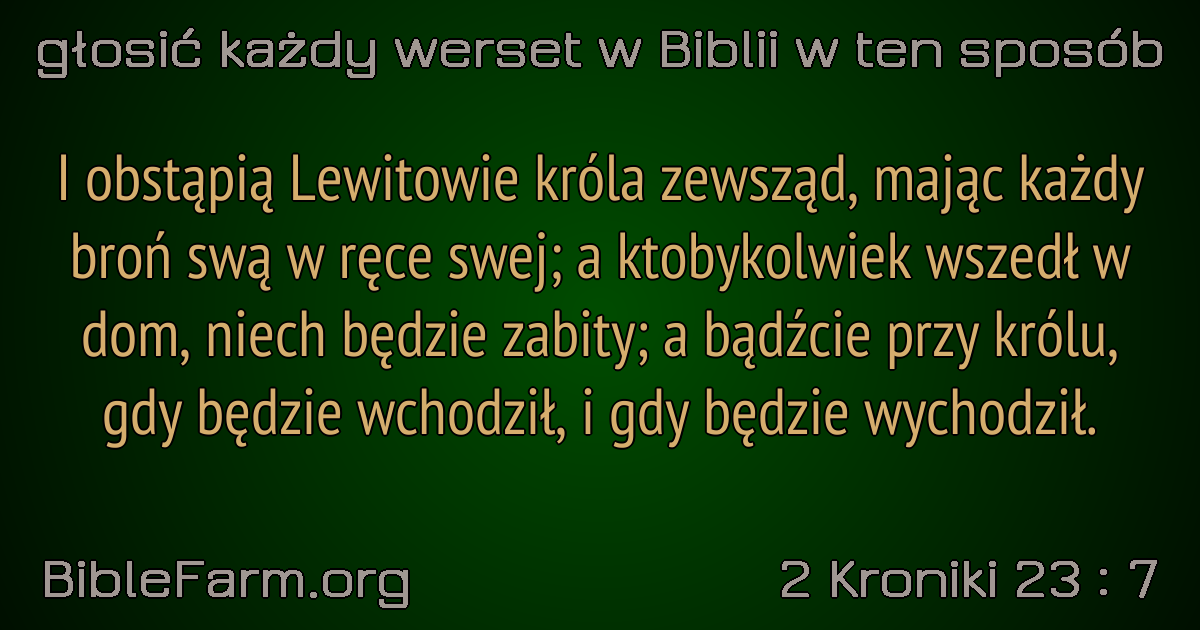 głosić każdy werset w Biblii w ten sposób
I obstąpią Lewitowie króla zewsząd, mając każdy
broń swą w ręce swej; a ktobykolwiek wszedł w
dom, niech będzie zabity; a bądźcie przy królu,
gdy będzie wchodził, i gdy będzie wychodził.
BibleFarm.org
2 Kroniki 23 : 7